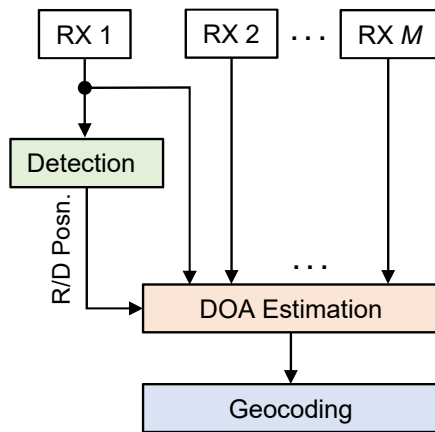 RX 1
RX 2
. . .
RX M
Detection
R/D Posn.
. . .
DOA Estimation
Geocoding